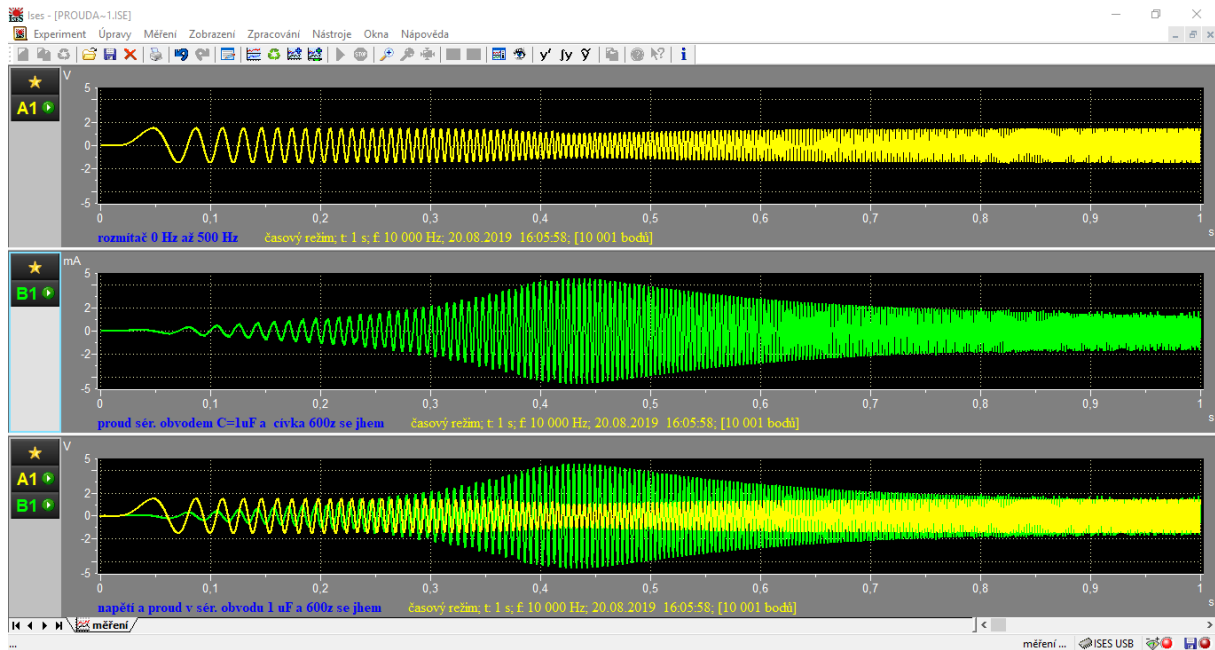 Ises - [PROUDA~1.ISE]
Experiment Úpravy Měření Zobrazení Zpracování Nástroje Okna Nápověda
y' ∫y ŷ i
V
A1
5
2
0
-2
-5
0 0,1 0,2 0,3 0,4 0,5 0,6 0,7 0,8 0,9 1
s
rozmítač 0 Hz až 500 Hz časový režim; t: 1 s; f: 10 000 Hz; 20.08.2019 16:05:58; [10 001 bodů]
mA
B1
5
2
0
-2
-5
0 0,1 0,2 0,3 0,4 0,5 0,6 0,7 0,8 0,9 1
s
proud sér. obvodem C=1uF a cívka 600z se jhem časový režim; t: 1 s; f: 10 000 Hz; 20.08.2019 16:05:58; [10 001 bodů]
V
A1
B1
5
2
0
-2
-5
0 0,1 0,2 0,3 0,4 0,5 0,6 0,7 0,8 0,9 1
s
napětí a proud v sér. obvodu 1 uF a 600z se jhem časový režim; t: 1 s; f: 10 000 Hz; 20.08.2019 16:05:58; [10 001 bodů]
měření
... měření ... ISES USB